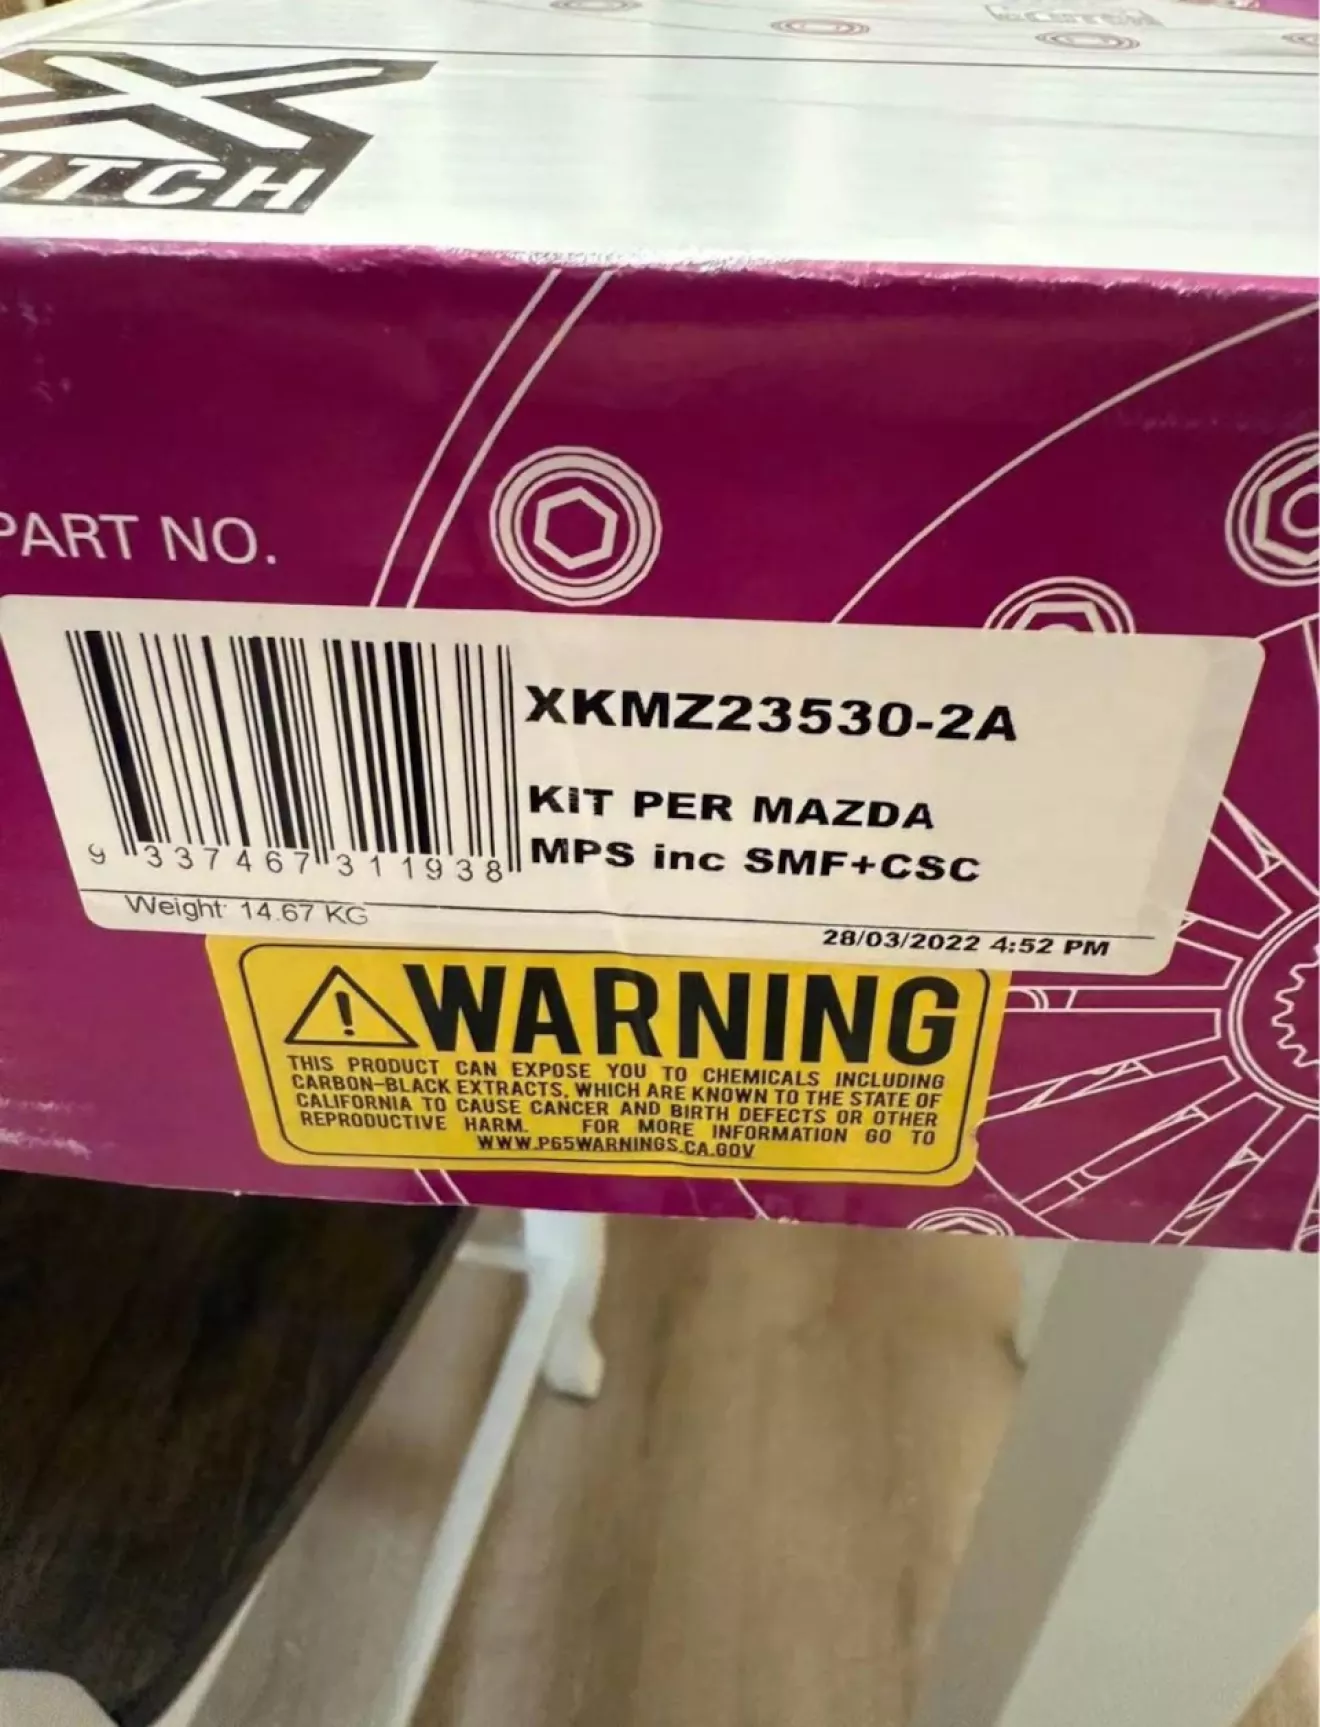 PART NO.
XKMZ23530-2A
KIT PER MAZDA
MPS inc SMF+CSC
9 337467 311938
Weight: 14.67 KG
28/03/2022 4:52 PM
WARNING
THIS PRODUCT CAN EXPOSE YOU TO CHEMICALS INCLUDING
CARBON-BLACK EXTRACTS, WHICH ARE KNOWN TO THE STATE OF
CALIFORNIA TO CAUSE CANCER AND BIRTH DEFECTS OR OTHER
REPRODUCTIVE HARM. FOR MORE INFORMATION GO TO
WWW.P65WARNINGS.CA.GOV